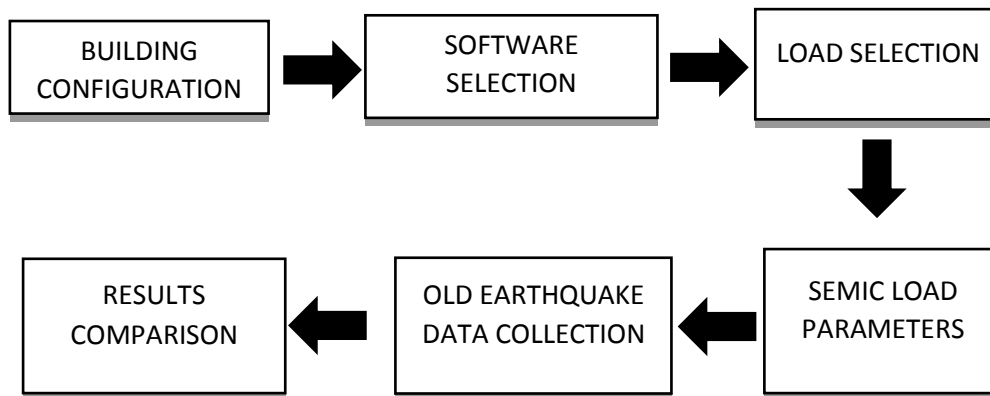 BUILDING
CONFIGURATION
SOFTWARE
SELECTION
LOAD SELECTION
SEMIC LOAD
PARAMETERS
OLD EARTHQUAKE
DATA COLLECTION
RESULTS
COMPARISON